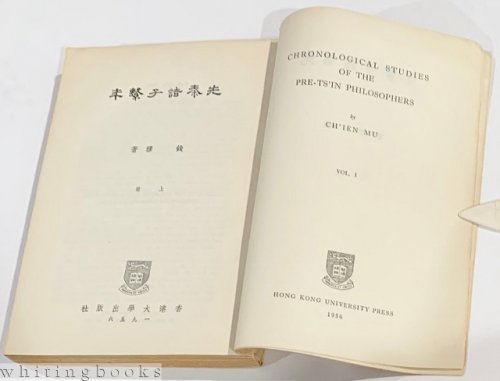 先秦諸子繫年
錢穆著
上冊
香港大學出版社
一九五六
CHRONOLOGICAL STUDIES
OF THE
PRE-TS'IN PHILOSOPHERS
by
CH'IEN MU
VOL. I
HONG KONG UNIVERSITY PRESS
1956
whitingbooks